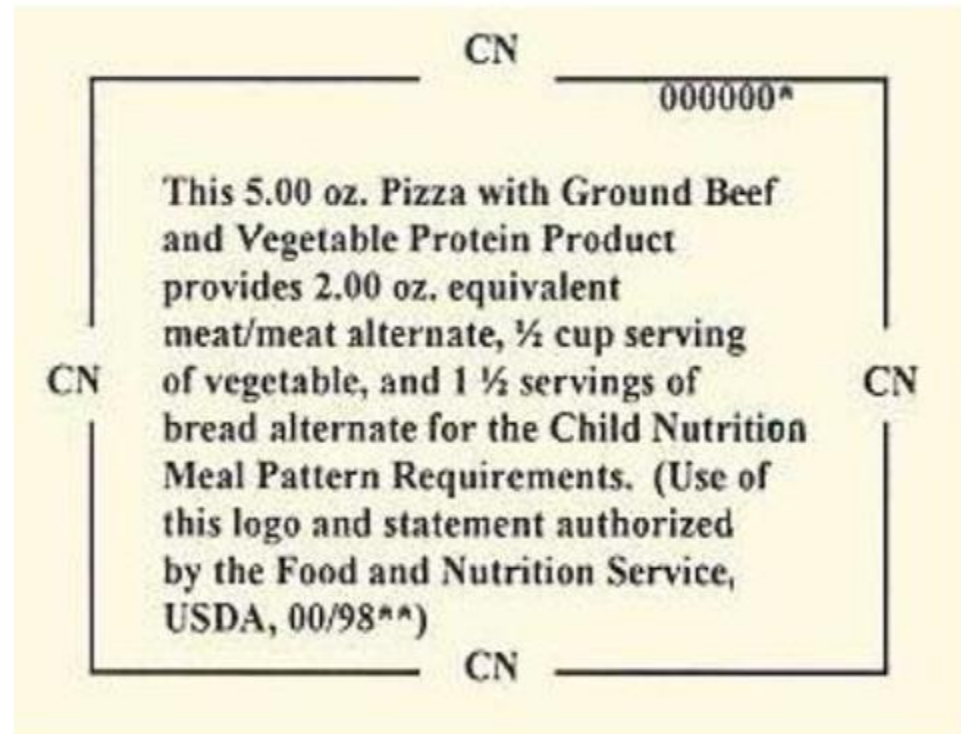 CN
000000*
This 5.00 oz. Pizza with Ground Beef
and Vegetable Protein Product
provides 2.00 oz. equivalent
meat/meat alternate, ½ cup serving
CN of vegetable, and 1 ½ servings of CN
bread alternate for the Child Nutrition
Meal Pattern Requirements. (Use of
this logo and statement authorized
by the Food and Nutrition Service,
USDA, 00/98**)
CN